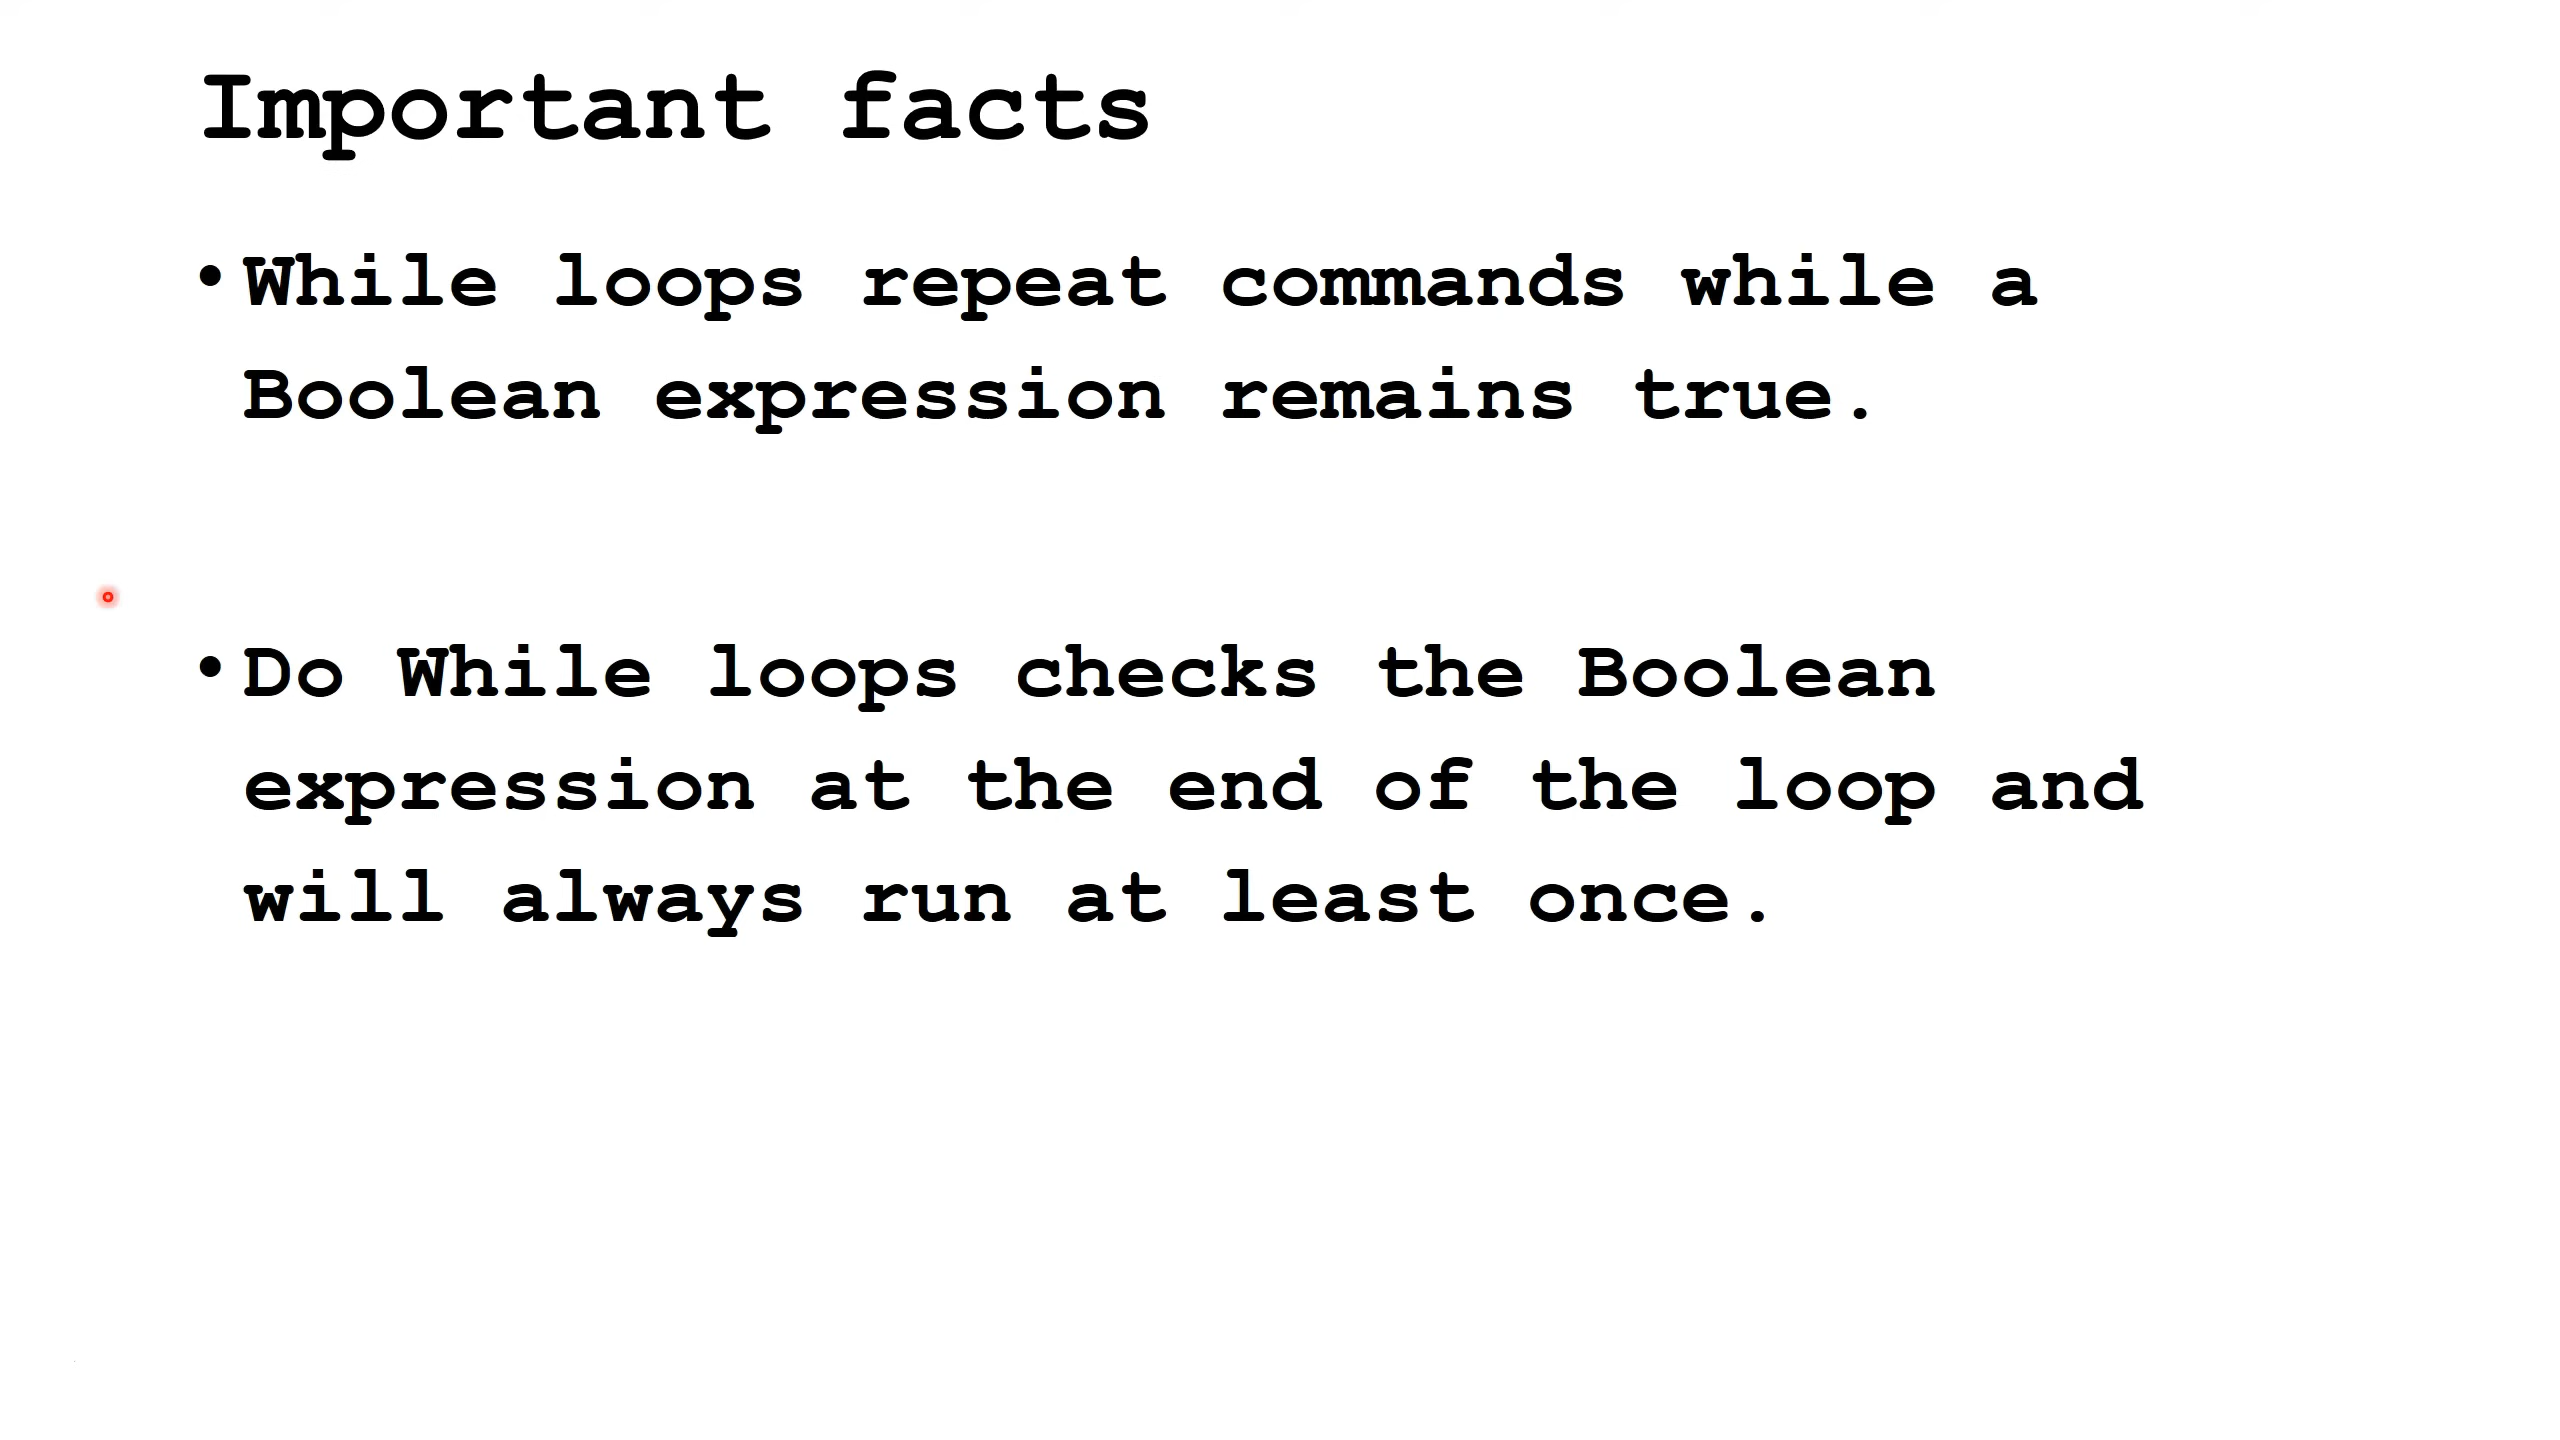 Important facts
• While loops repeat commands while a
Boolean expression remains true.
• Do While loops checks the Boolean
expression at the end of the loop and
will always run at least once.